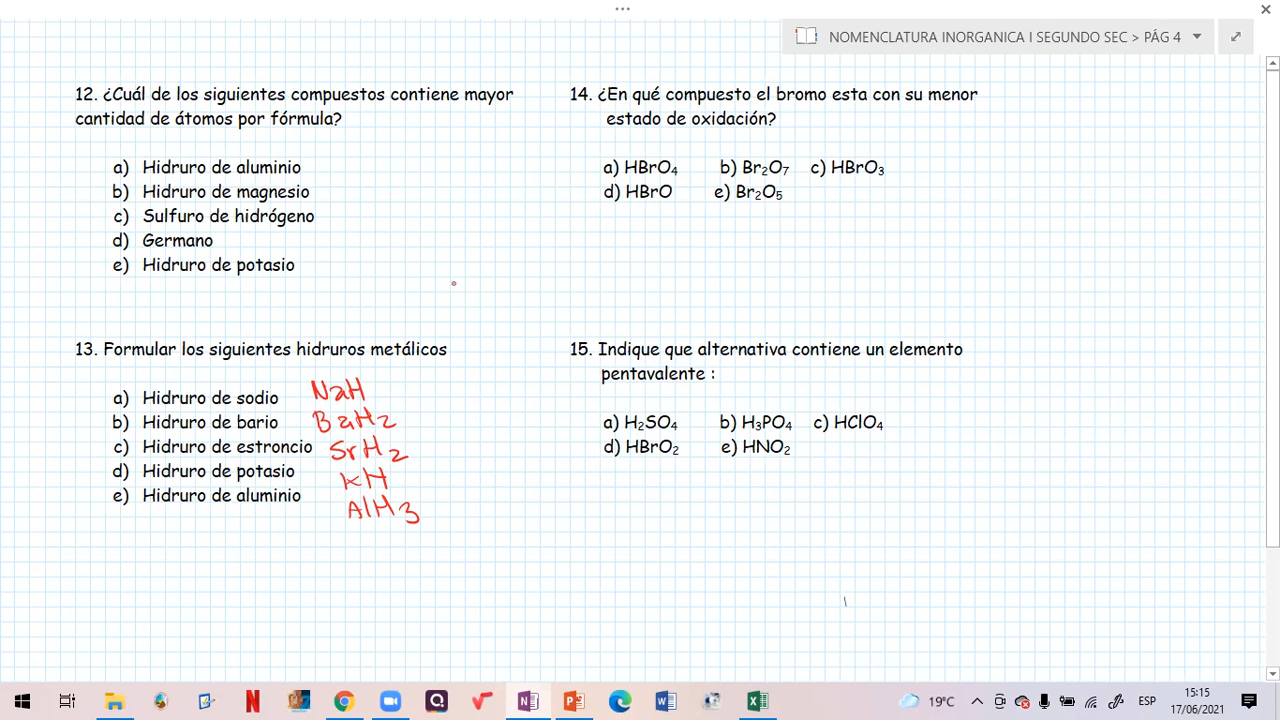 NOMENCLATURA INORGANICA I SEGUNDO SEC > PÁG 4
12. ¿Cuál de los siguientes compuestos contiene mayor
cantidad de átomos por fórmula?
a) Hidruro de aluminio
b) Hidruro de magnesio
c) Sulfuro de hidrógeno
d) Germano
e) Hidruro de potasio
13. Formular los siguientes hidruros metálicos
a) Hidruro de sodio NaH
b) Hidruro de bario BaH2
c) Hidruro de estroncio SrH2
d) Hidruro de potasio KH
e) Hidruro de aluminio AlH3
14. ¿En qué compuesto el bromo esta con su menor
estado de oxidación?
a) HBrO₄ b) Br₂O₇ c) HBrO₃
d) HBrO e) Br₂O₅
15. Indique que alternativa contiene un elemento
pentavalente :
a) H₂SO₄ b) H₃PO₄ c) HClO₄
d) HBrO₂ e) HNO₂
19°C ESP 5:15
17/06/2021